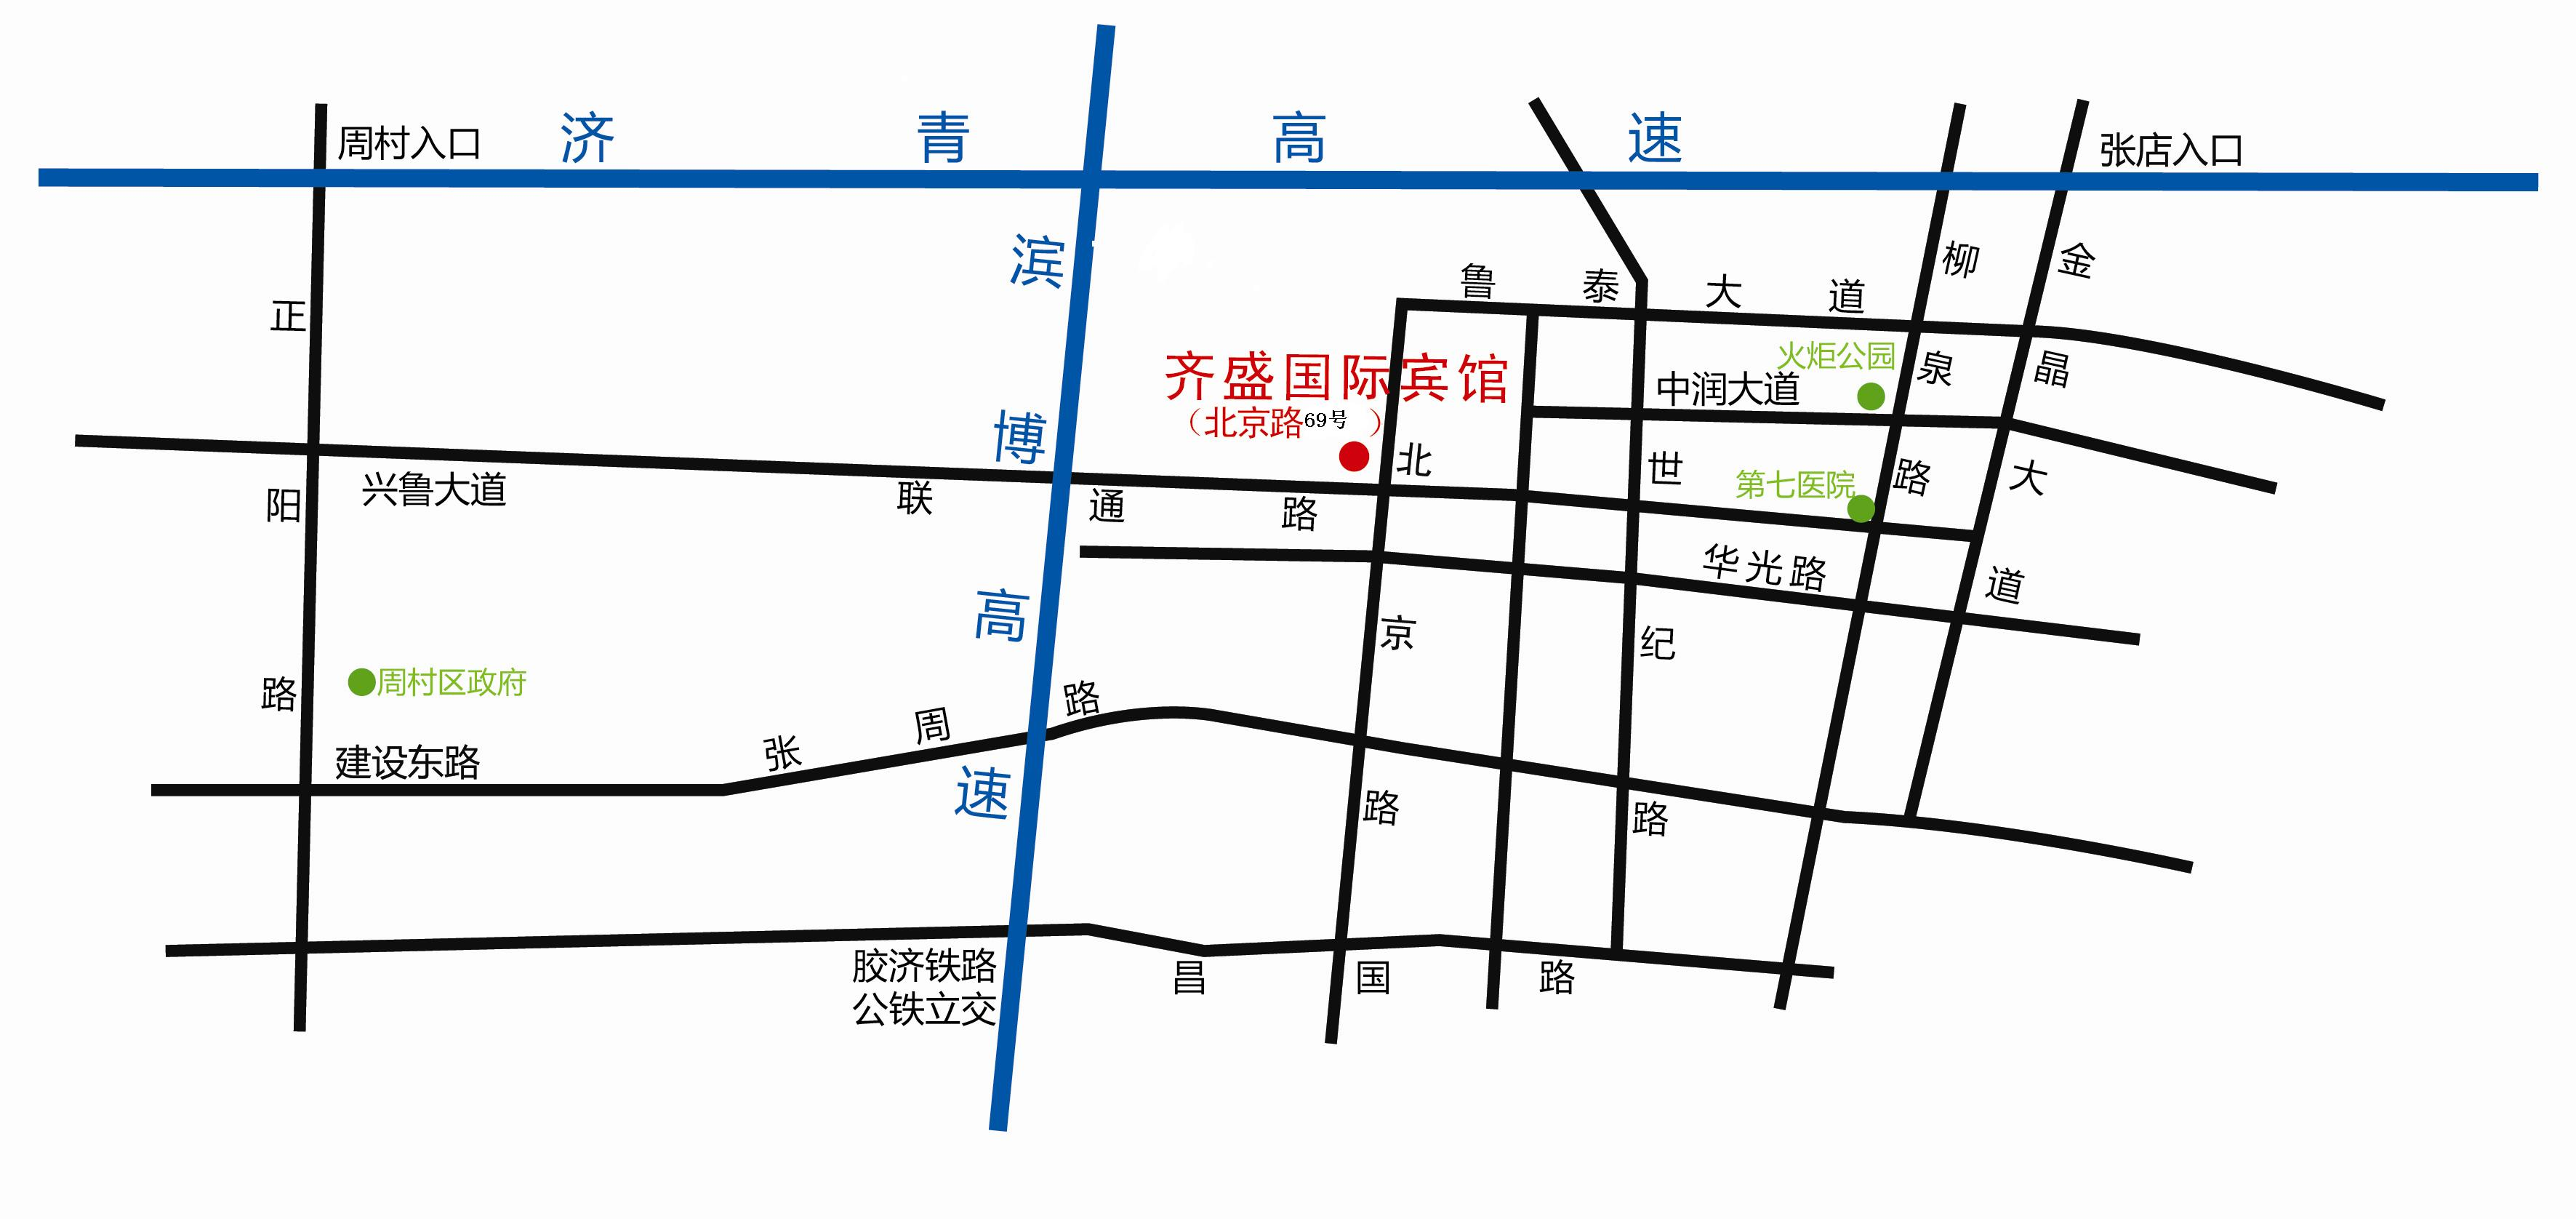 周村入口
济青高速
张店入口
滨博高速
正阳路
鲁泰大道
柳泉路
金晶大道
齐盛国际宾馆
（北京路69号）
火炬公园
中润大道
北京路
世纪路
第七医院
兴鲁大道
联通路
华光路
周村区政府
张周路
建设东路
胶济铁路
公铁立交
昌国路